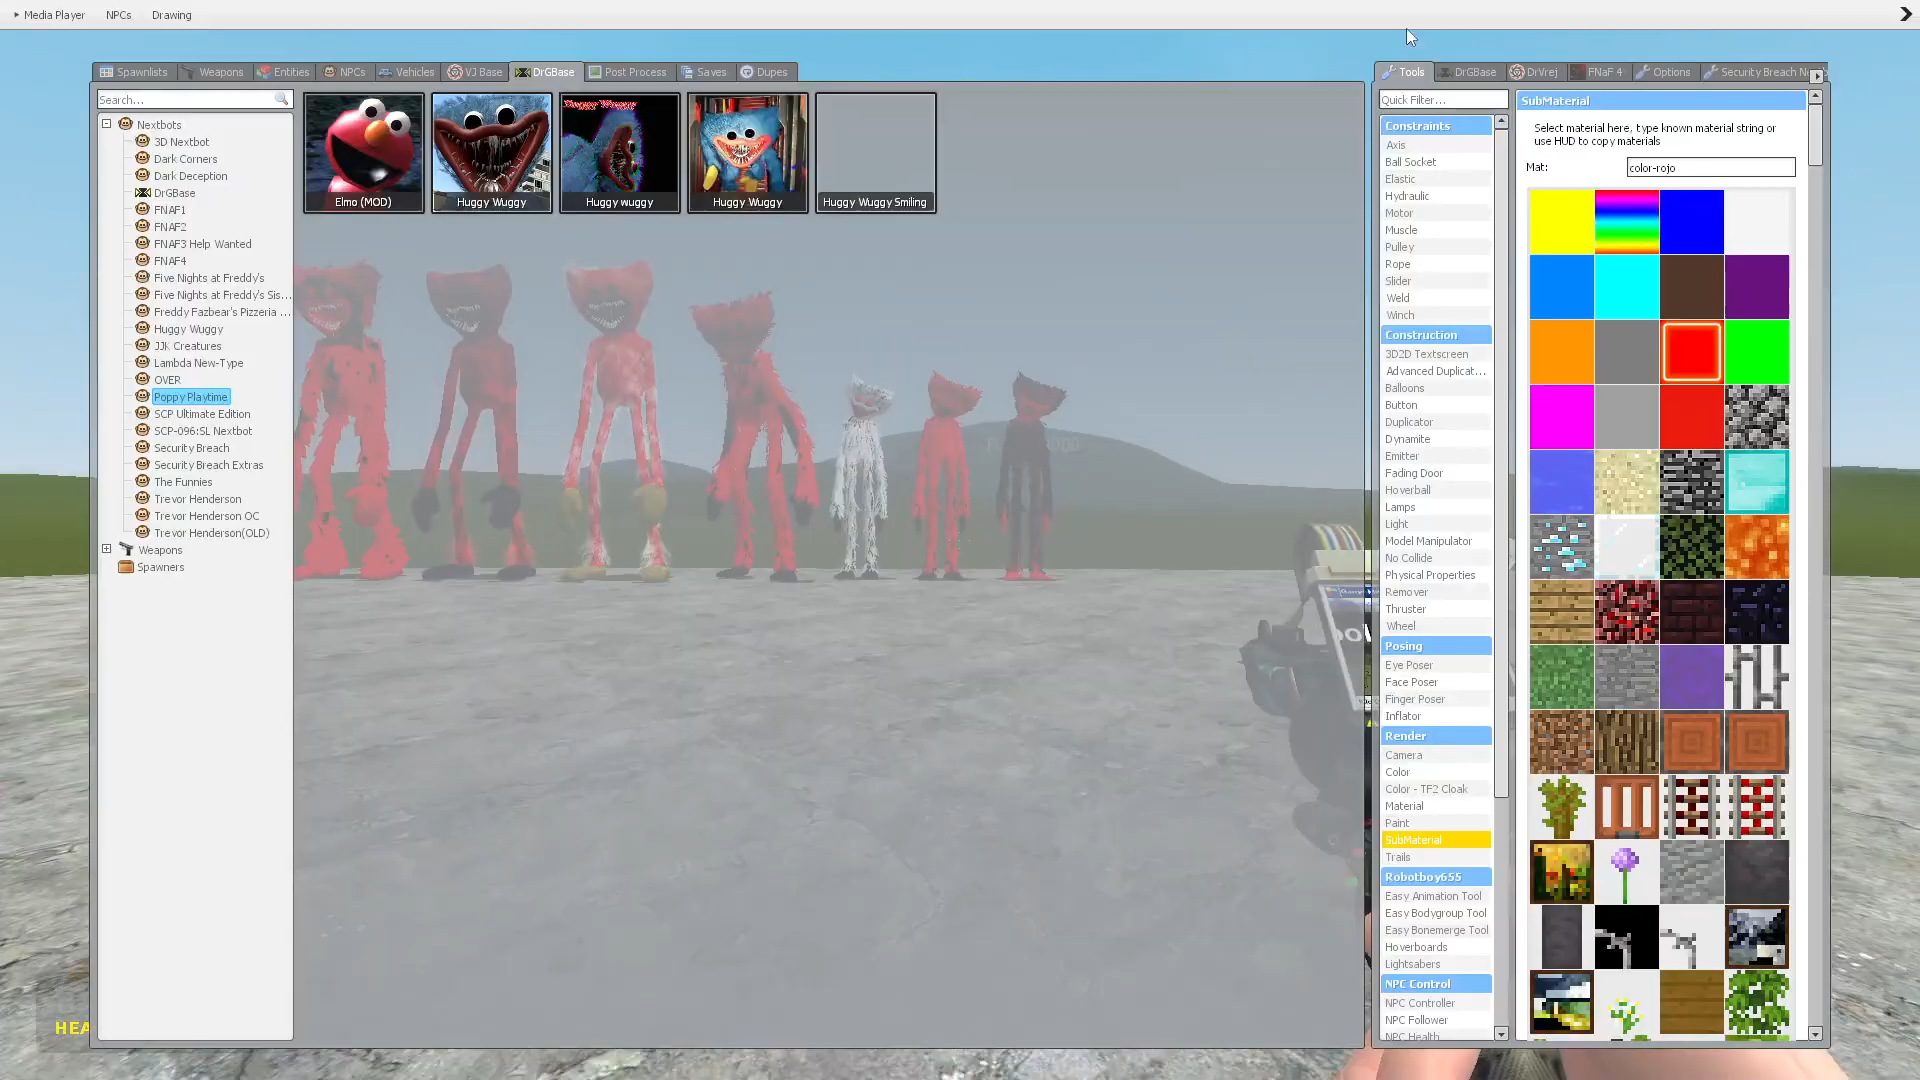 Media Player NPCs Drawing
Spawnlists Weapons Entities NPCs Vehicles VJ Base DrGBase Post Process Saves Dupes
Tools DrGBase DrVrej FNaF 4 Options Security Breach
Search...
Nextbots
3D Nextbot
Dark Corners
Dark Deception
DrGBase
FNAF1
FNAF2
FNAF3 Help Wanted
FNAF4
Five Nights at Freddy's
Five Nights at Freddy's Sis...
Freddy Fazbear's Pizzeria ...
Huggy Wuggy
JJK Creatures
Lambda New-Type
OVER
Poppy Playtime
SCP Ultimate Edition
SCP-096:SL Nextbot
Security Breach
Security Breach Extras
The Funnies
Trevor Henderson
Trevor Henderson OC
Trevor Henderson(OLD)
Weapons
Spawners
Elmo (MOD)
Huggy Wuggy
Huggy wuggy
Huggy Wuggy
Huggy Wuggy Smiling
Quick Filter...
Constraints
Axis
Ball Socket
Elastic
Hydraulic
Motor
Muscle
Pulley
Rope
Slider
Weld
Winch
Construction
3D2D Textscreen
Advanced Duplicat...
Balloons
Button
Duplicator
Dynamite
Emitter
Fading Door
Hoverball
Lamps
Light
Model Manipulator
No Collide
Physical Properties
Remover
Thruster
Wheel
Posing
Eye Poser
Face Poser
Finger Poser
Inflator
Render
Camera
Color
Color - TF2 Cloak
Material
Paint
SubMaterial
Trails
Robotboy655
Easy Animation Tool
Easy Bodygroup Tool
Easy Bonemerge Tool
Hoverboards
Lightsabers
NPC Control
NPC Controller
NPC Follower
NPC Health
SubMaterial
Select material here, type known material string or
use HUD to copy materials
Mat: color-rojo
HEA